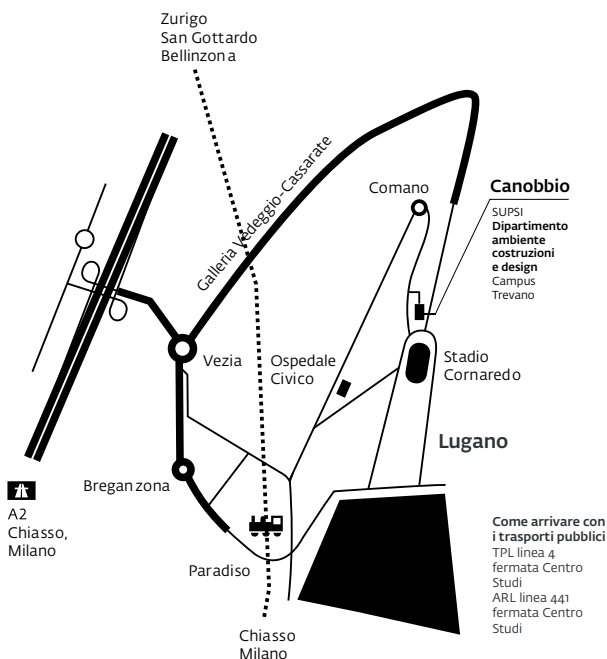 Zurigo
San Gottardo
Bellinzona
Galleria Vedeggio-Cassarate
Comano
Canobbio
SUPSI
Dipartimento
ambiente
costruzioni
e design
Campus
Trevano
Vezia
Ospedale
Civico
Stadio
Cornaredo
Lugano
Breganzona
A2
Chiasso,
Milano
Paradiso
Come arrivare con
i trasporti pubblici
TPL linea 4
fermata Centro
Studi
ARL linea 441
fermata Centro
Studi
Chiasso
Milano